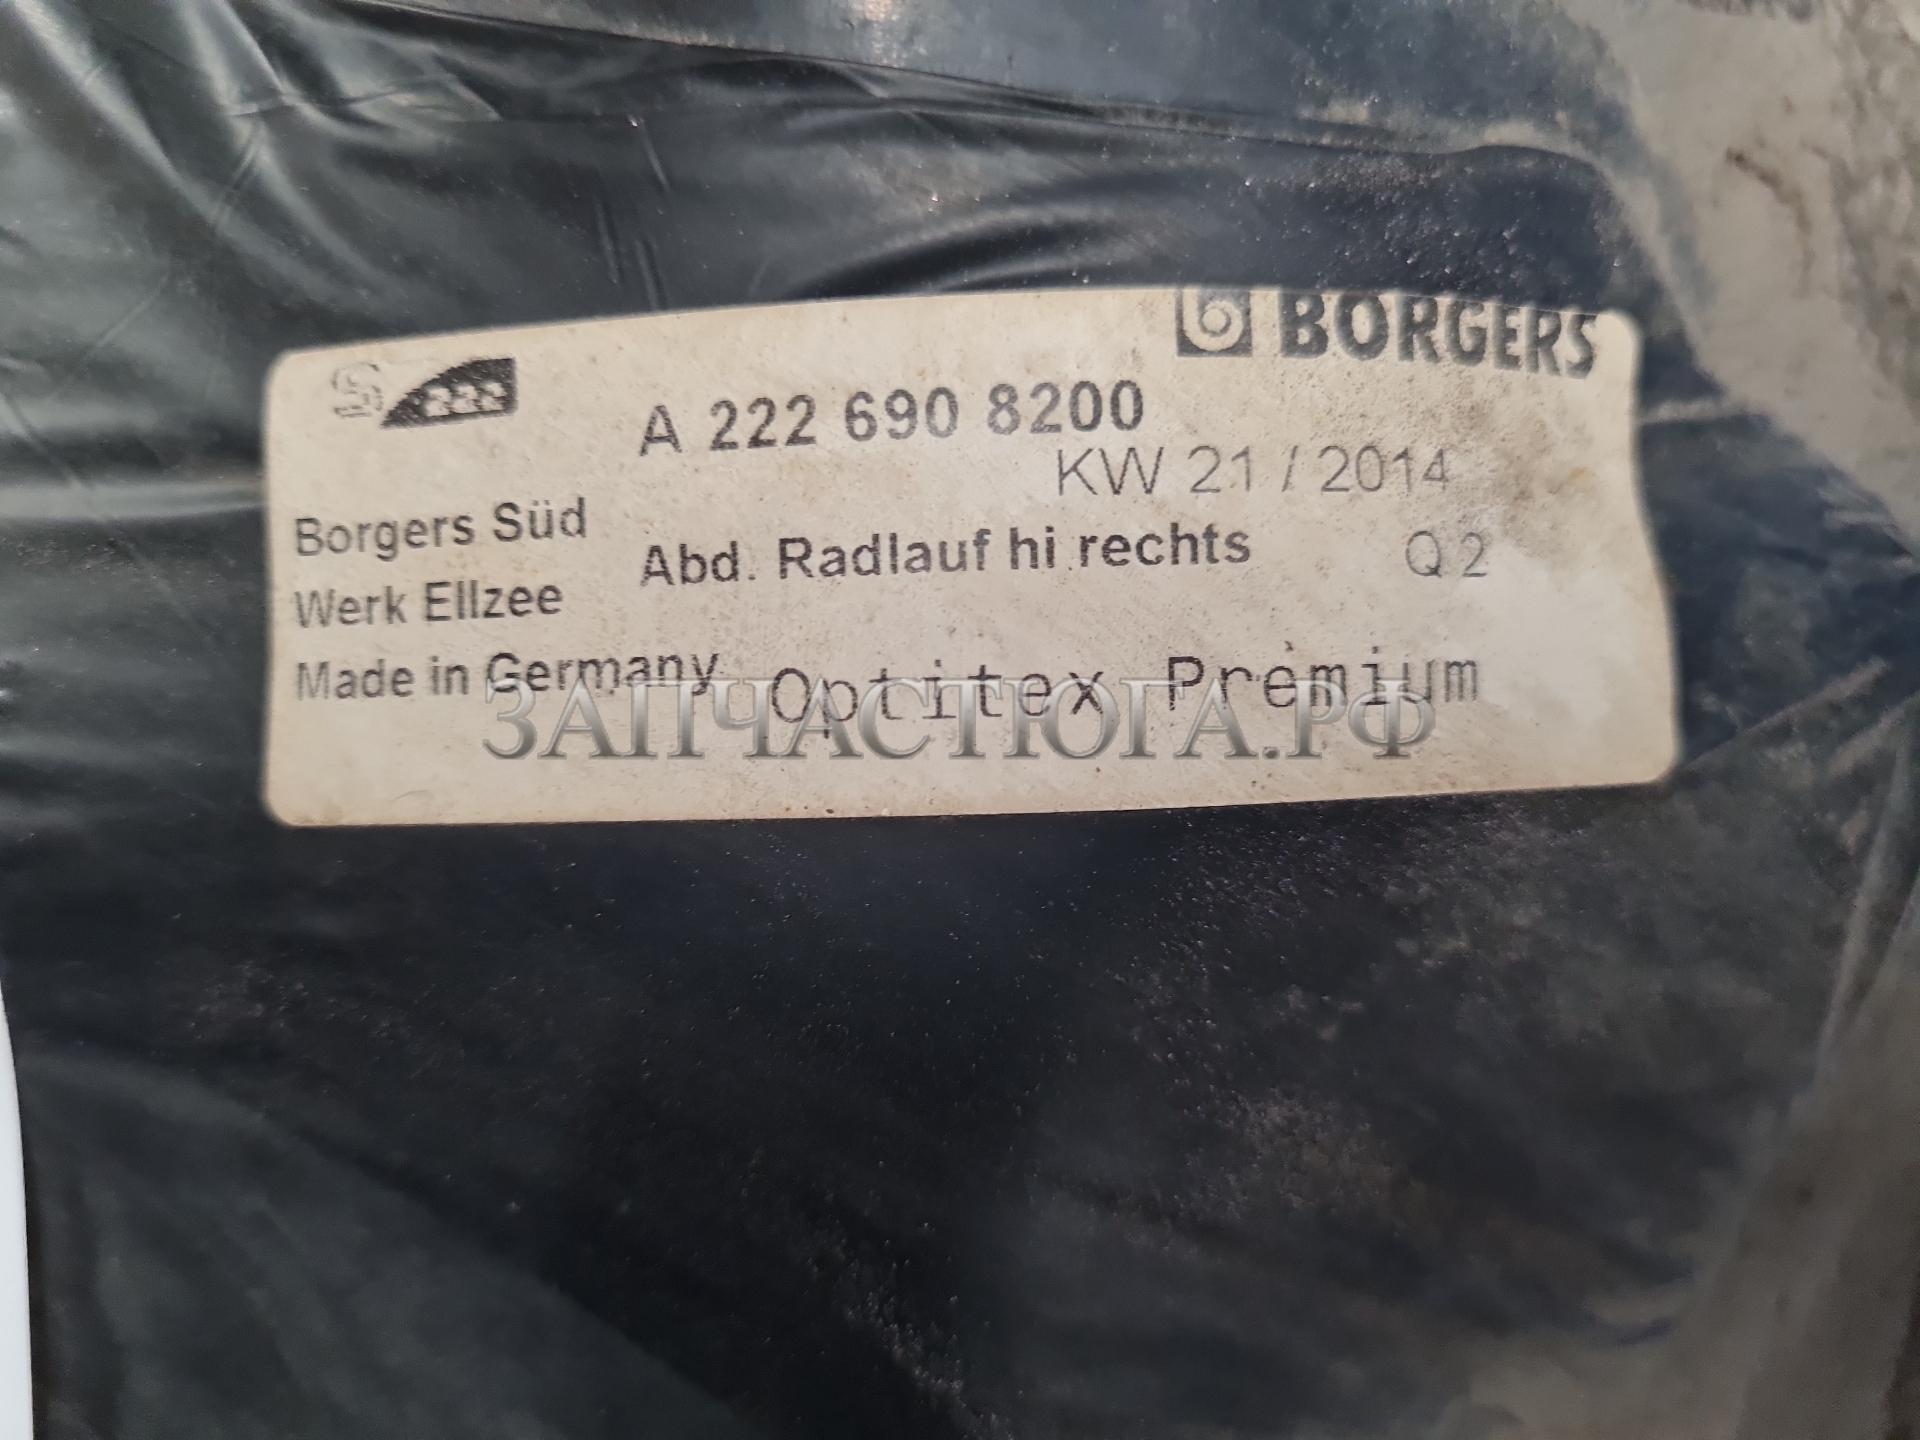 BORGERS
S 222
A 222 690 8200
KW 21 / 2014
Borgers Süd
Abd. Radlauf hi rechts Q 2
Werk Ellzee
Made in Germany Optitex Premium
ЗАПЧАСТЮГА.РФ